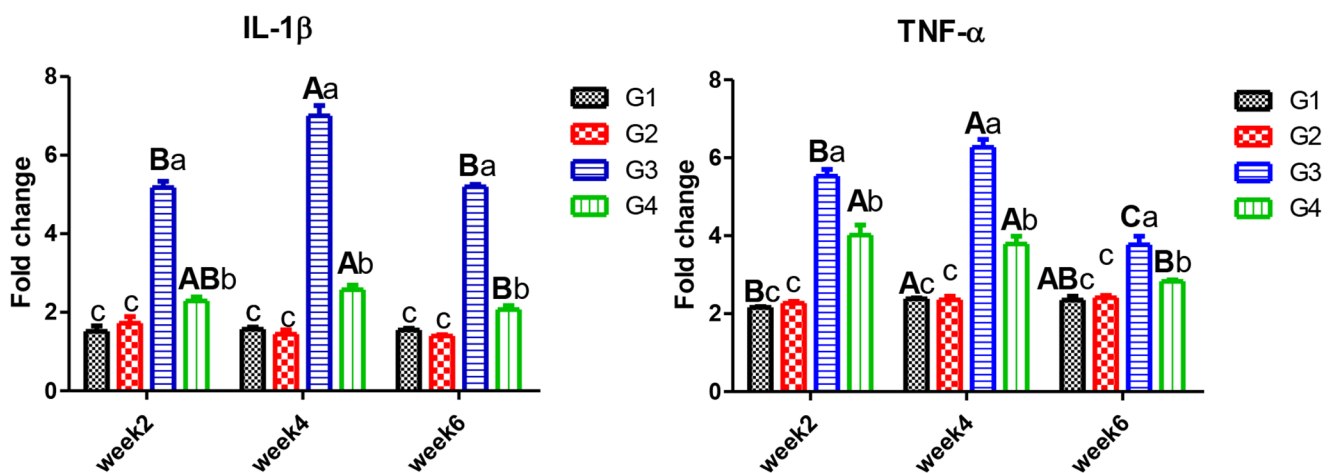 IL-1β
Fold change
8
6
4
2
0
c
c
Ba
ABb
c
c
Aa
Ab
c
c
Ba
Bb
week2
week4
week6
G1
G2
G3
G4
TNF-α
Fold change
8
6
4
2
0
Bc
c
Ba
Ab
Ac
c
Aa
Ab
ABc
c
Ca
Bb
week2
week4
week6
G1
G2
G3
G4